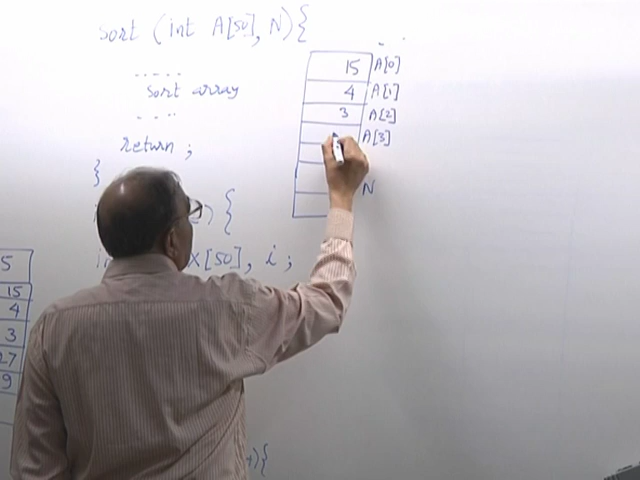 sort (int A[50], N){
sort array
return ;
}
) {
X[50], i ;
){
15 A[0]
4 A[1]
3 A[2]
A[3]
N
5
15
4
3
27
9